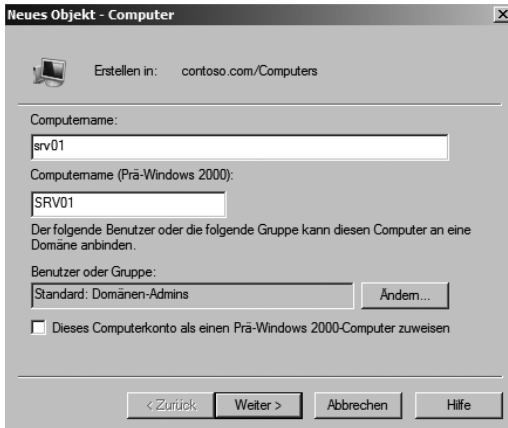 Neues Objekt - Computer
Erstellen in: contoso.com/Computers
Computername:
srv01
Computername (Prä-Windows 2000):
SRV01
Der folgende Benutzer oder die folgende Gruppe kann diesen Computer an eine
Domäne anbinden.
Benutzer oder Gruppe:
Standard: Domänen-Admins
Ändern...
Dieses Computerkonto als einen Prä-Windows 2000-Computer zuweisen
< Zurück Weiter > Abbrechen Hilfe